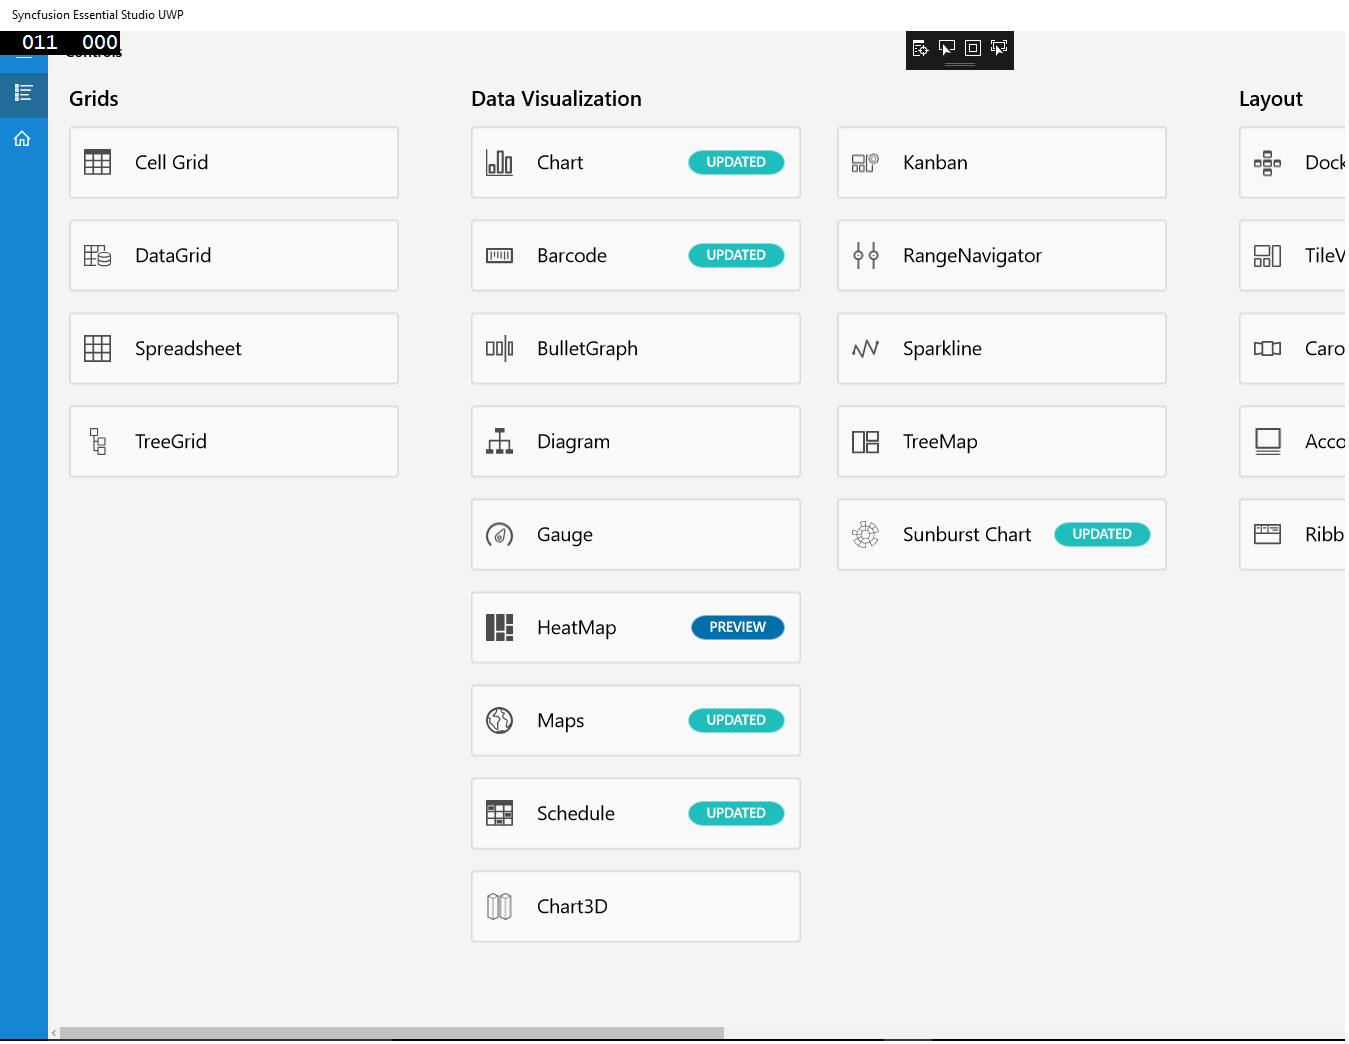 Syncfusion Essential Studio UWP
011 000
Controls
Grids
Cell Grid
DataGrid
Spreadsheet
TreeGrid
Data Visualization
Chart UPDATED
Barcode UPDATED
BulletGraph
Diagram
Gauge
HeatMap PREVIEW
Maps UPDATED
Schedule UPDATED
Chart3D
Kanban
RangeNavigator
Sparkline
TreeMap
Sunburst Chart UPDATED
Layout
Dock
TileV
Caro
Acco
Ribb